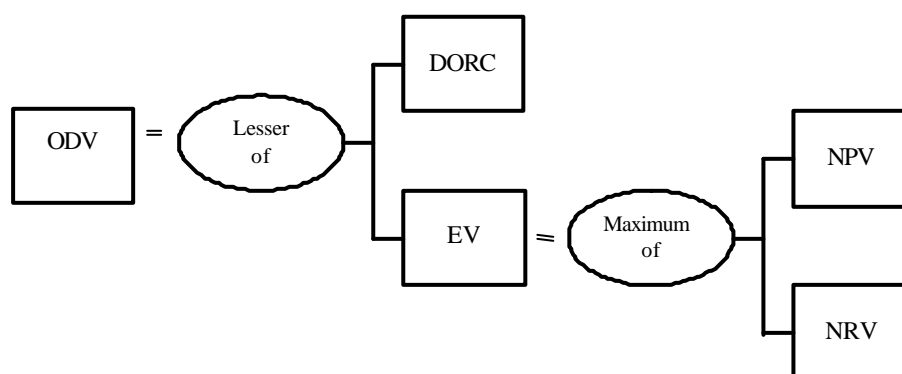 DORC
ODV
=
Lesser
of
EV
=
Maximum
of
NPV
NRV